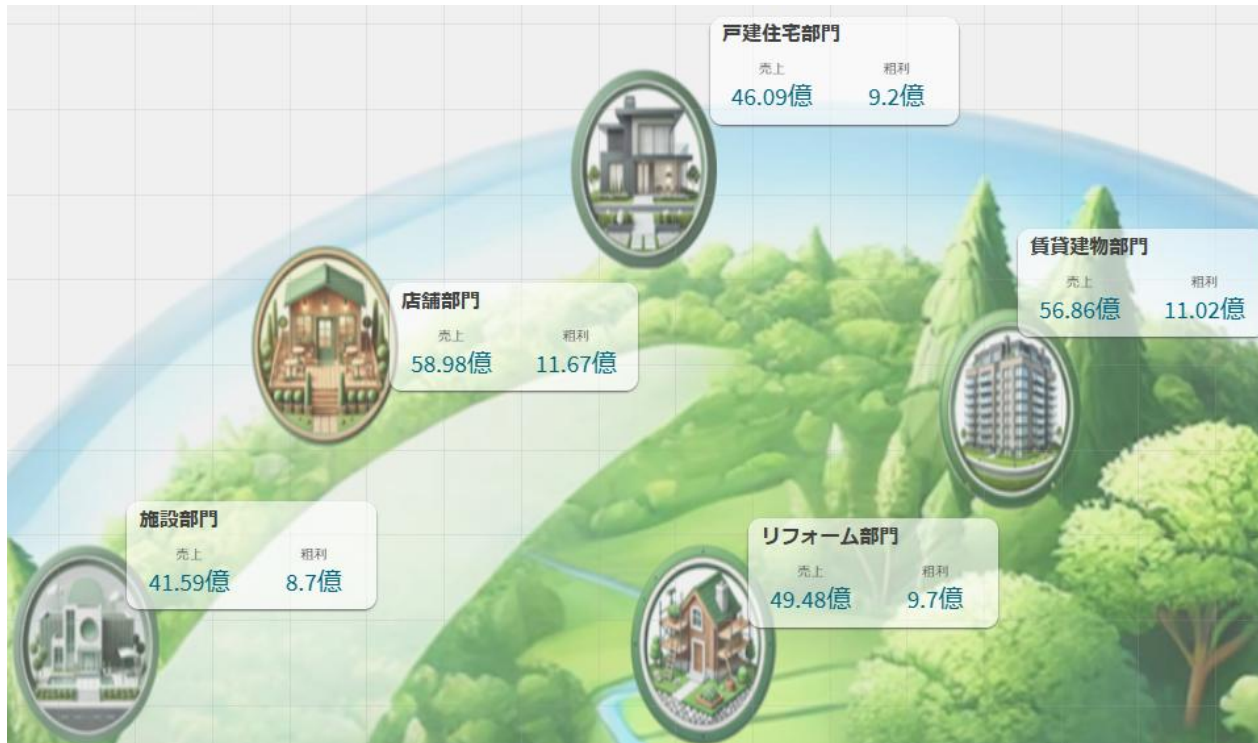 戸建住宅部門
売上 粗利
46.09億 9.2億
賃貸建物部門
売上 粗利
56.86億 11.02億
店舗部門
売上 粗利
58.98億 11.67億
施設部門
売上 粗利
41.59億 8.7億
リフォーム部門
売上 粗利
49.48億 9.7億